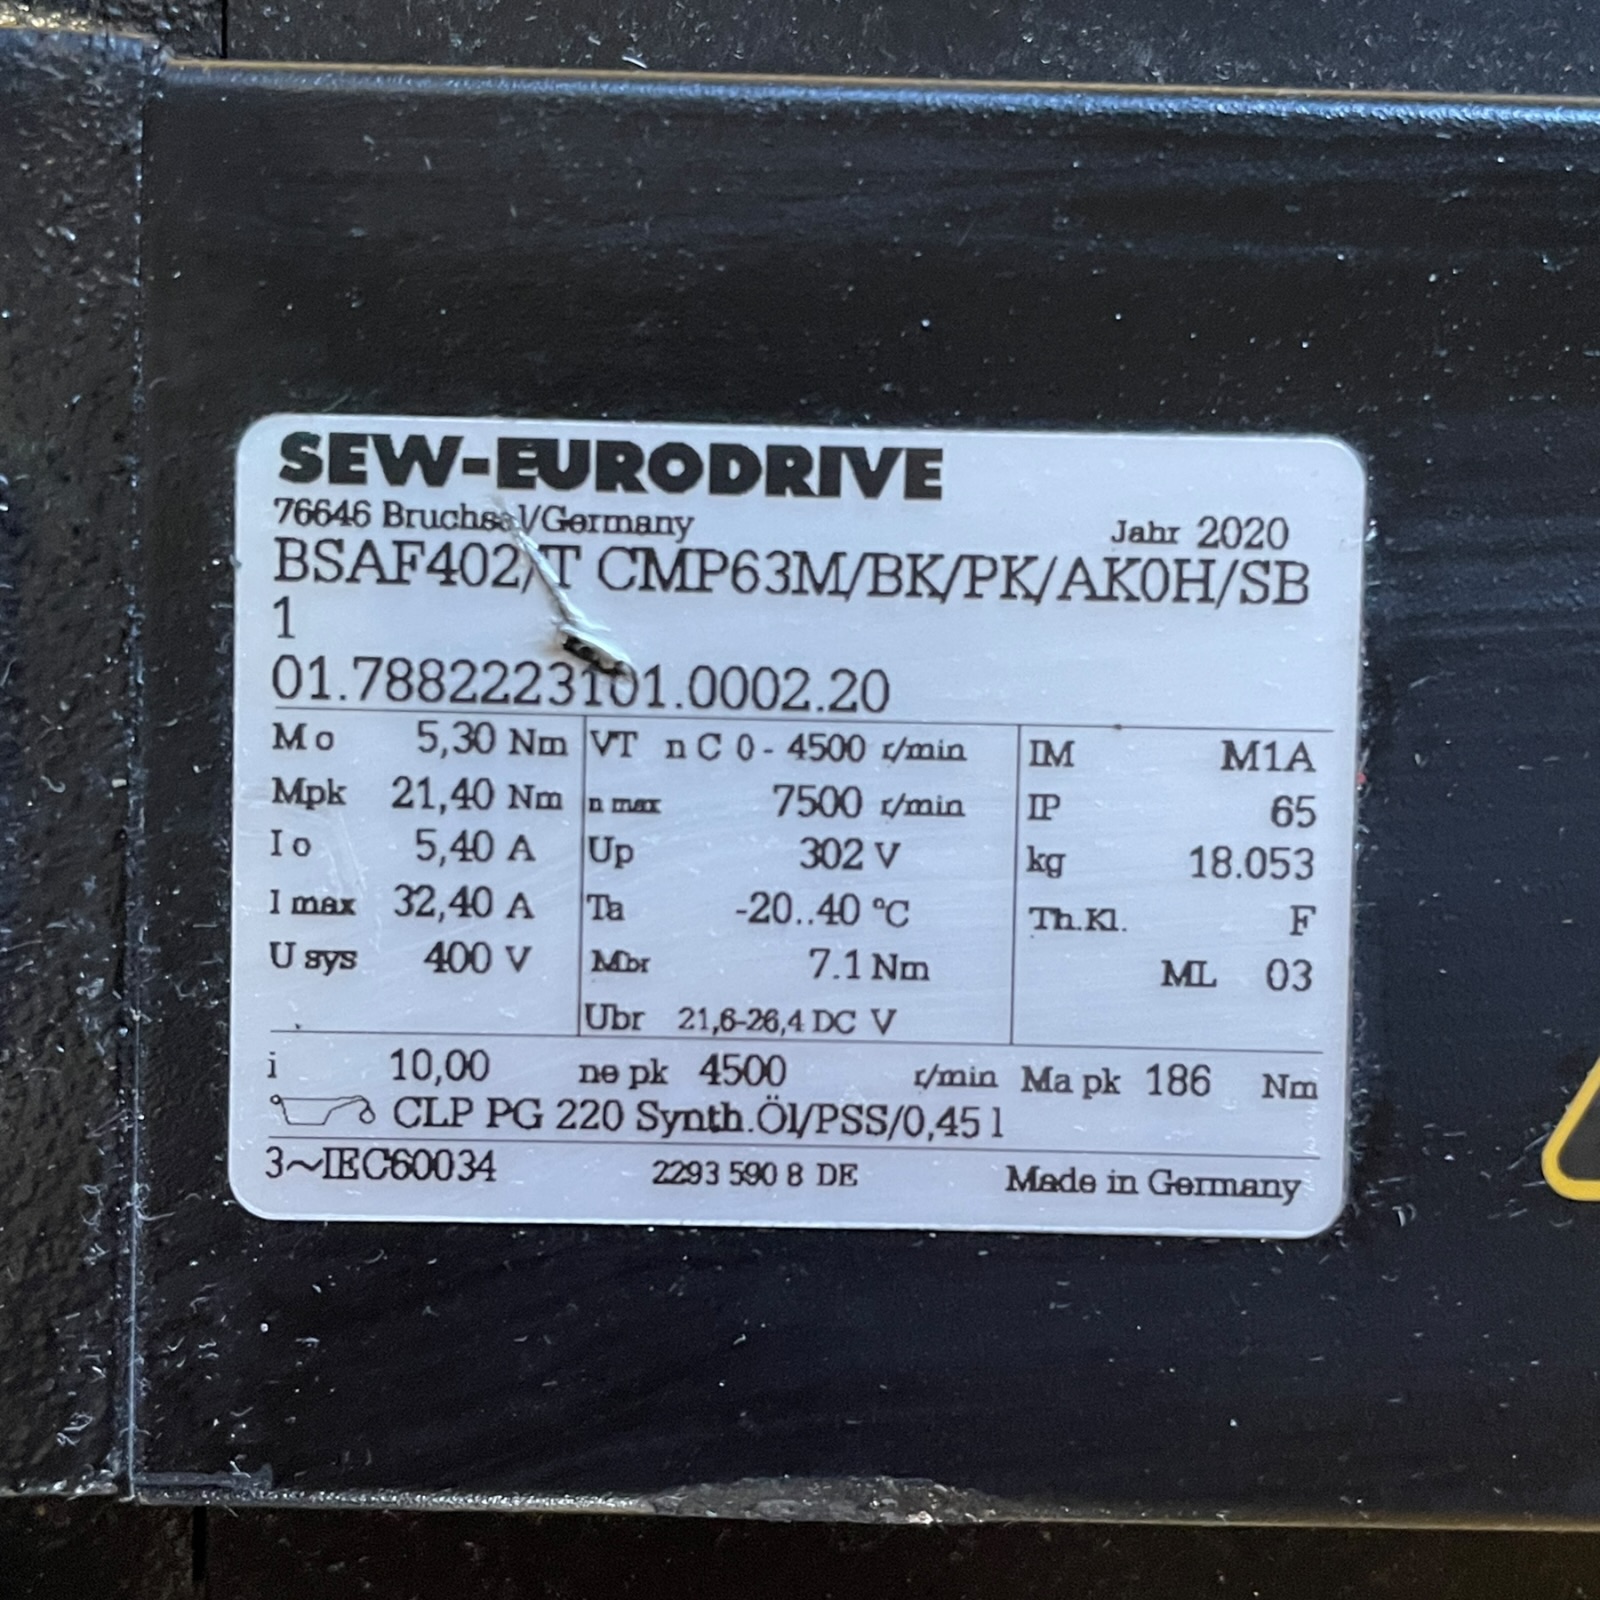 SEW-EURODRIVE
76646 Bruchsal/Germany Jahr 2020
BSAF402/T CMP63M/BK/PK/AK0H/SB
1
01.7882223101.0002.20
Mo 5,30 Nm VT n C 0 - 4500 r/min IM M1A
Mpk 21,40 Nm n max 7500 r/min IP 65
Io 5,40 A Up 302 V kg 18.053
I max 32,40 A Ta -20..40 °C Th.Kl. F
U sys 400 V Mbr 7.1 Nm ML 03
Ubr 21,6-26,4 DC V
i 10,00 ne pk 4500 r/min Ma pk 186 Nm
CLP PG 220 Synth.Öl/PSS/0,45 l
3~IEC60034 2293 590 8 DE Made in Germany